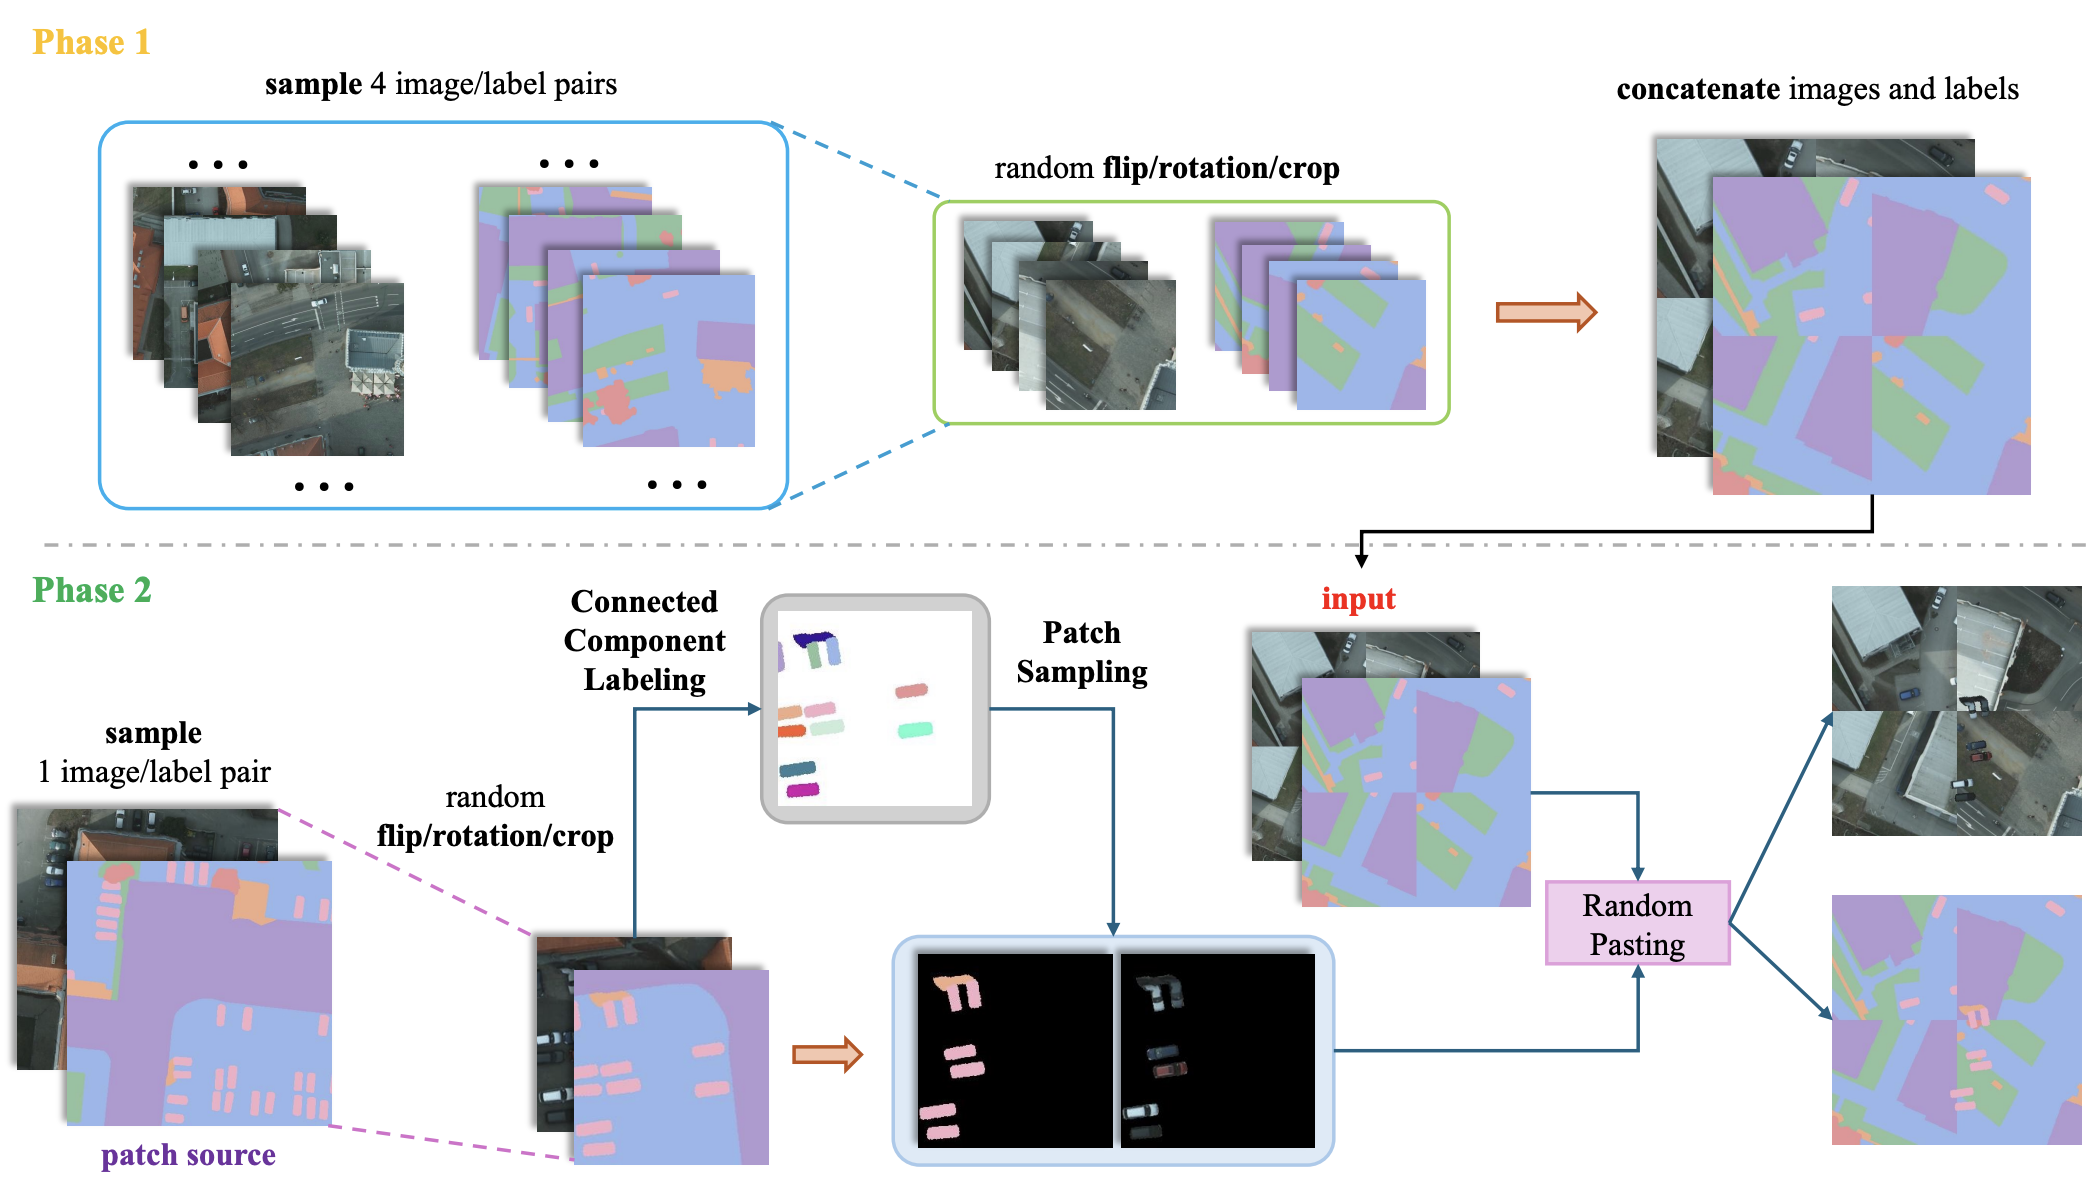 Phase 1
sample 4 image/label pairs
random flip/rotation/crop
concatenate images and labels
Phase 2
sample
1 image/label pair
patch source
random
flip/rotation/crop
Connected
Component
Labeling
Patch
Sampling
input
Random
Pasting